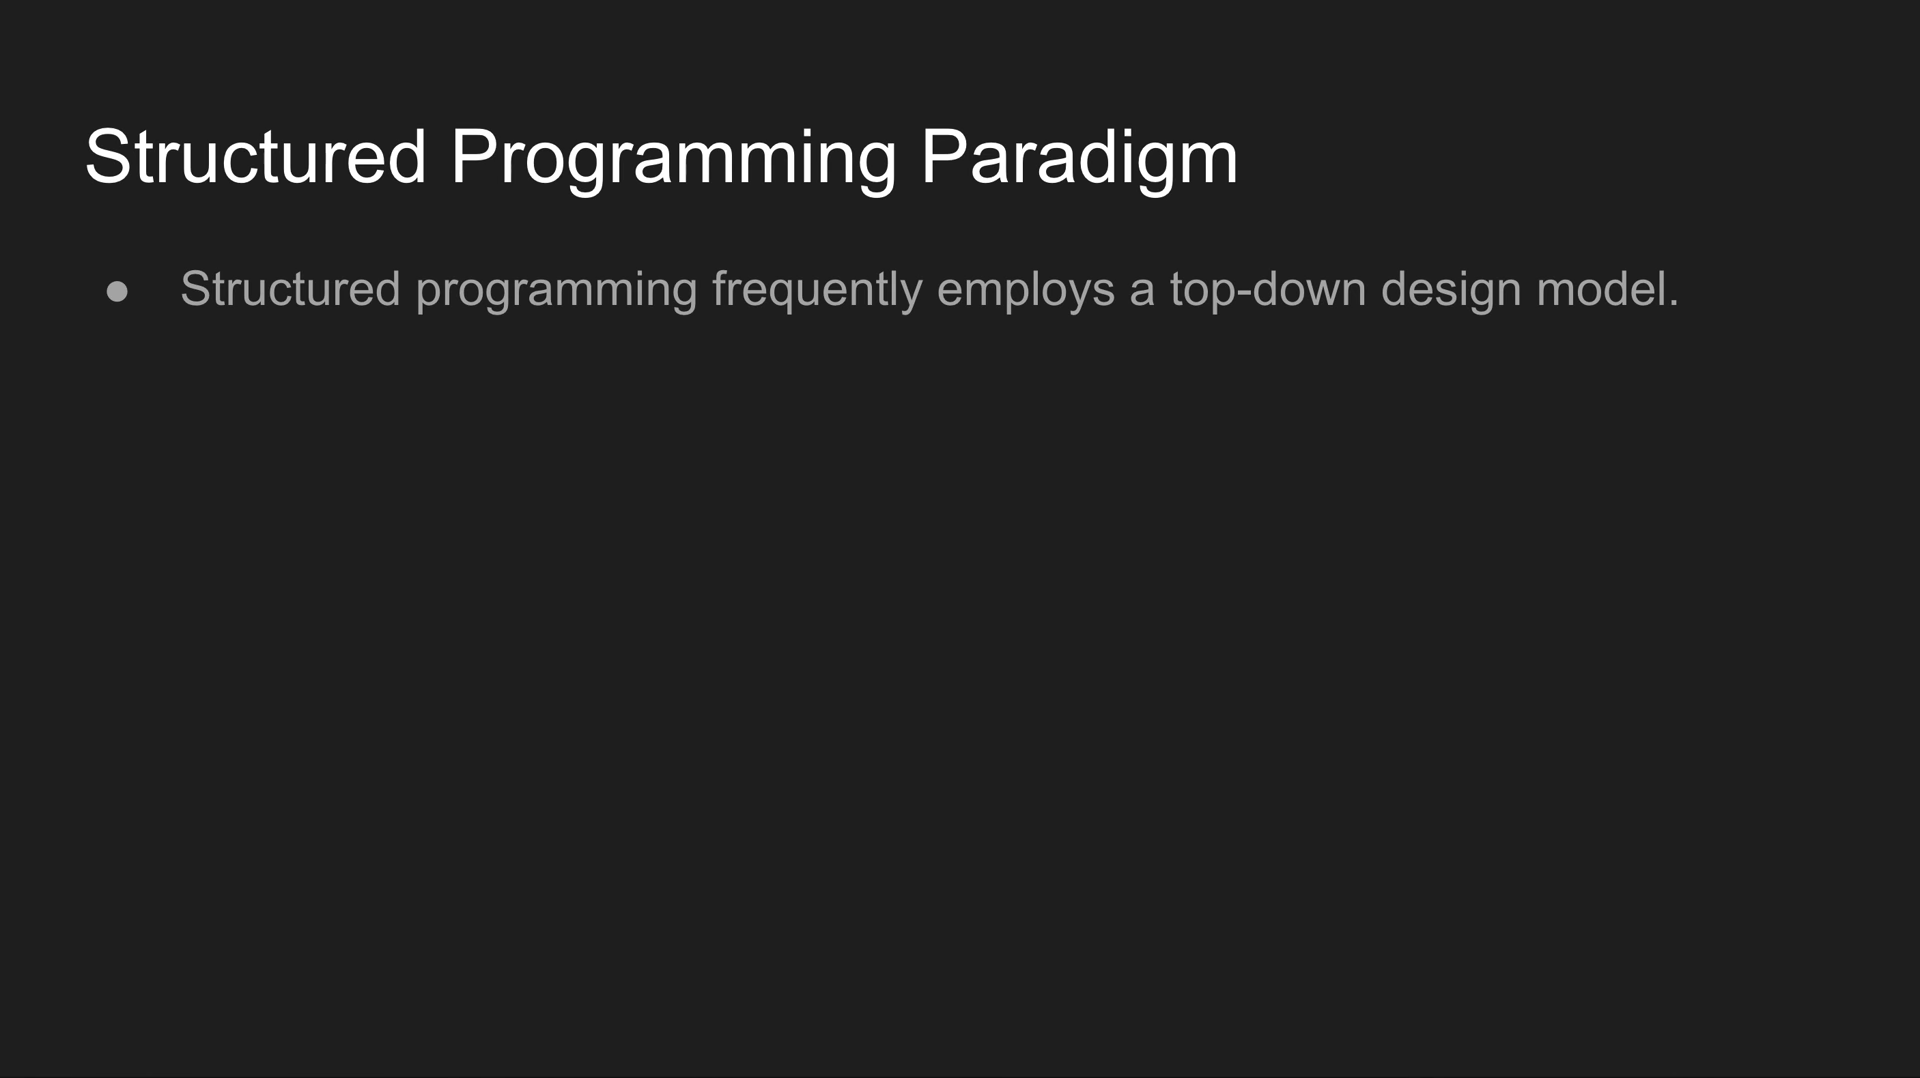 Structured Programming Paradigm
● Structured programming frequently employs a top-down design model.